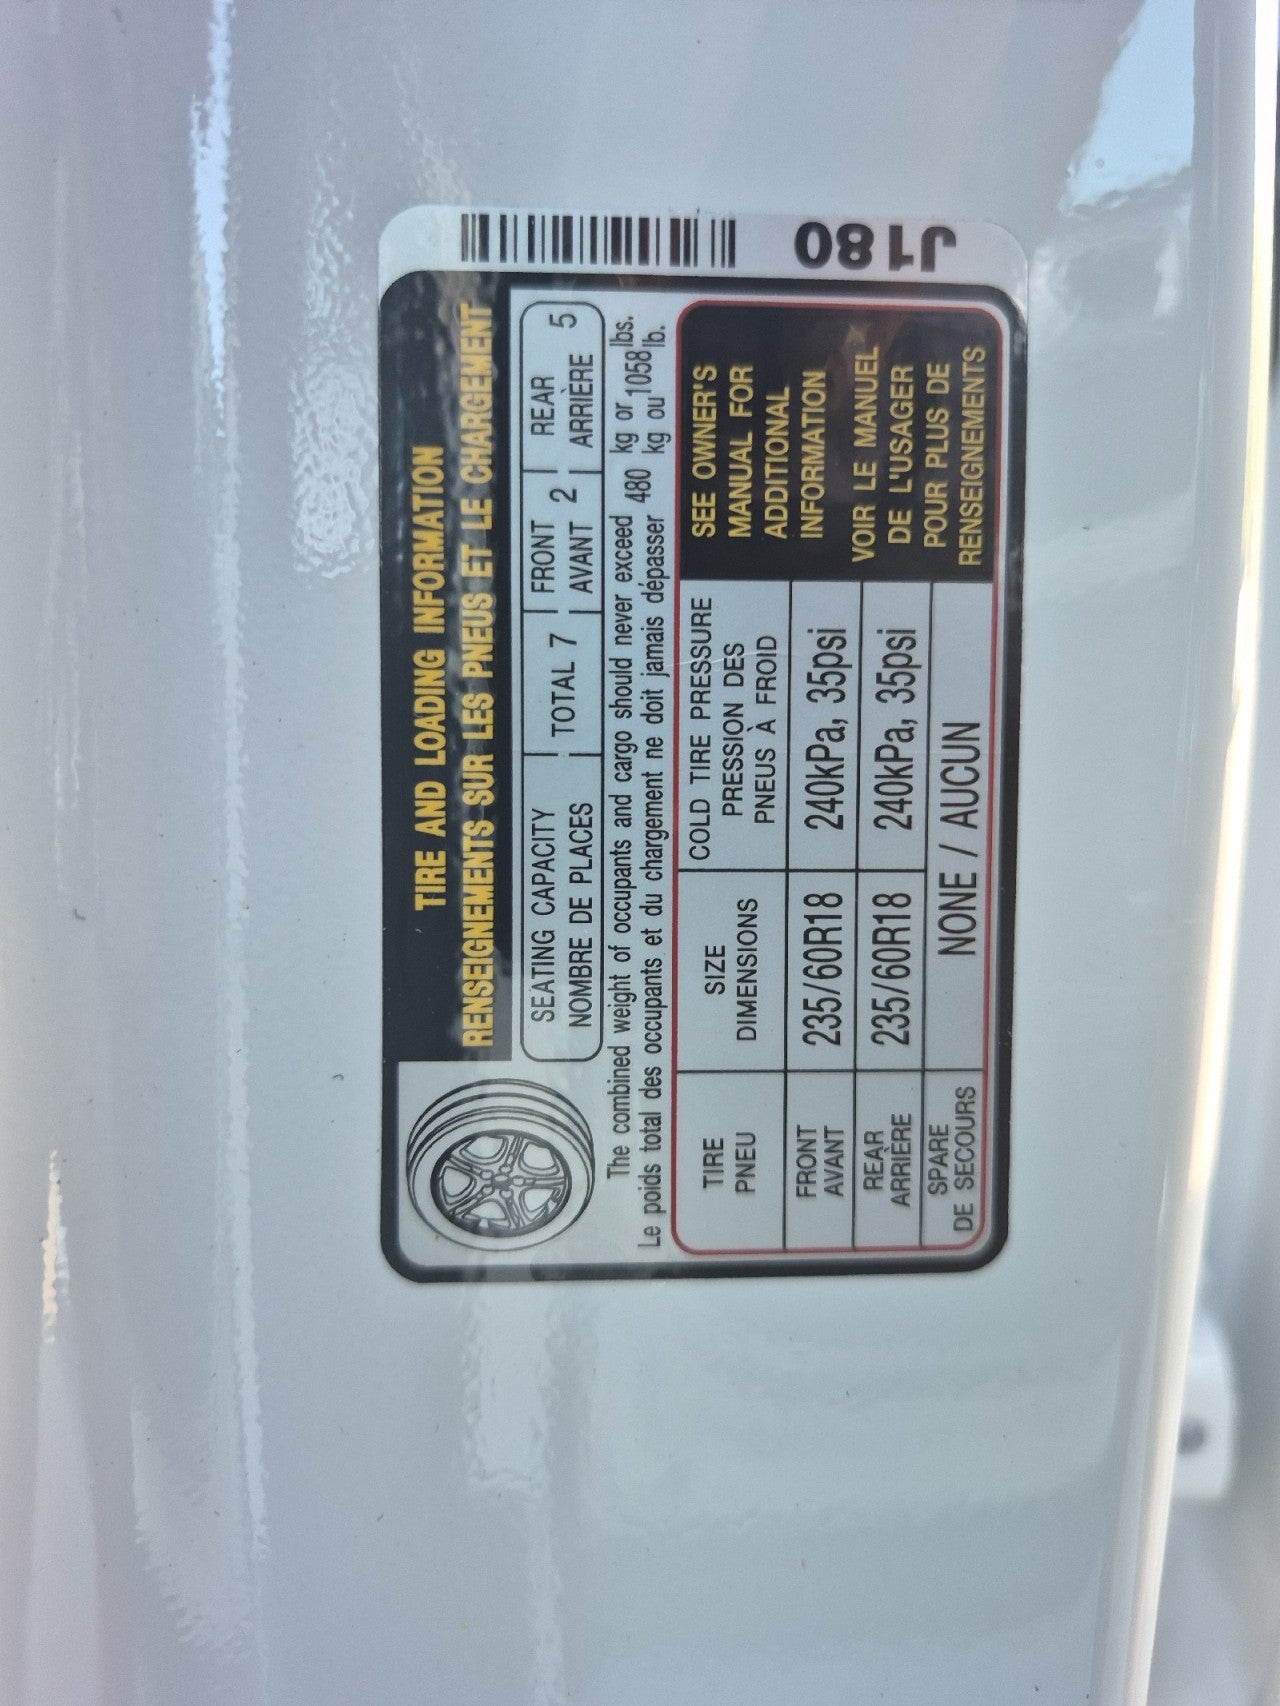 TIRE AND LOADING INFORMATION
RENSEIGNEMENTS SUR LES PNEUS ET LE CHARGEMENT
SEATING CAPACITY | TOTAL 7 | FRONT 2 | REAR 5
NOMBRE DE PLACES | AVANT | ARRIÈRE
The combined weight of occupants and cargo should never exceed 480 kg or 1058 lbs.
Le poids total des occupants et du chargement ne doit jamais dépasser kg ou lb.
TIRE SIZE COLD TIRE PRESSURE
PNEU DIMENSIONS PRESSION DES
PNEUS À FROID
FRONT 235/60R18 240kPa, 35psi
AVANT
REAR 235/60R18 240kPa, 35psi
ARRIÈRE
SPARE NONE / AUCUN
DE SECOURS
SEE OWNER'S
MANUAL FOR
ADDITIONAL
INFORMATION
VOIR LE MANUEL
DE L'USAGER
POUR PLUS DE
RENSEIGNEMENTS
J180